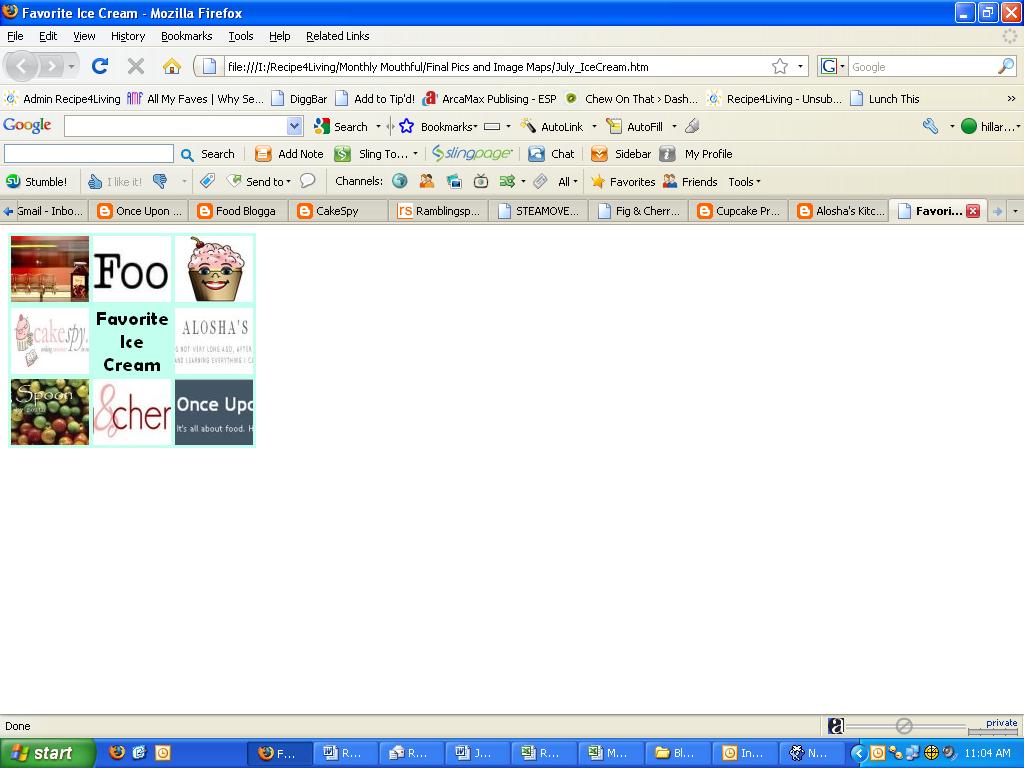 Favorite Ice Cream - Mozilla Firefox
File Edit View History Bookmarks Tools Help Related Links
file:///I:/Recipe4Living/Monthly Mouthful/Final Pics and Image Maps/July_IceCream.htm
G Google
Admin Recipe4Living AMF All My Faves | Why Se... DiggBar Add to Tip'd! a ArcaMax Publising - ESP Chew On That › Dash... Recipe4Living - Unsub... Lunch This »
Google Search Bookmarks AutoLink AutoFill hillar...
Search Add Note S Sling To... slingpage Chat Sidebar i My Profile
Stumble! I like it! Send to Channels: All Favorites Friends Tools
Gmail - Inbo... Once Upon ... Food Blogga CakeSpy rs Ramblingsp... STEAMOVE... Fig & Cherr... Cupcake Pr... Alosha's Kitc... Favori...
Foo
cakespy.
ALOSHA'S
S NOT VERY LONG AGO, AFTER
AND LEARNING EVERYTHING I C
Favorite
Ice
Cream
Spoon
&cher
Once Upo
It's all about food. H
Done a private
start F... R... R... J... R... M... Bl... In... N... 11:04 AM